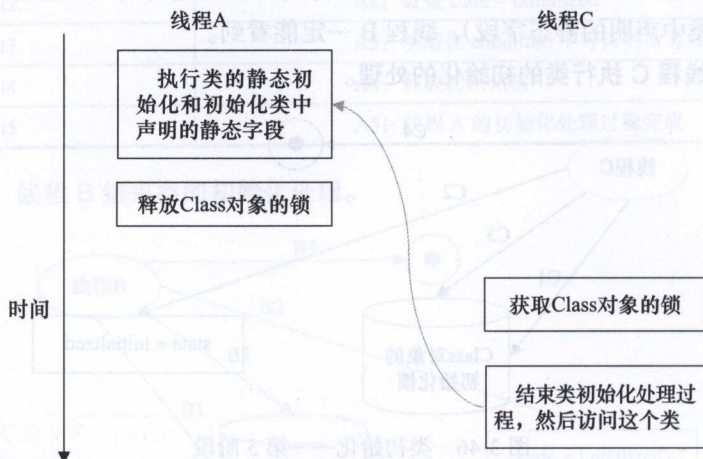 线程A
线程C
执行类的静态初
始化和初始化类中
声明的静态字段
释放Class对象的锁
时间
获取Class对象的锁
结束类初始化处理过
程，然后访问这个类